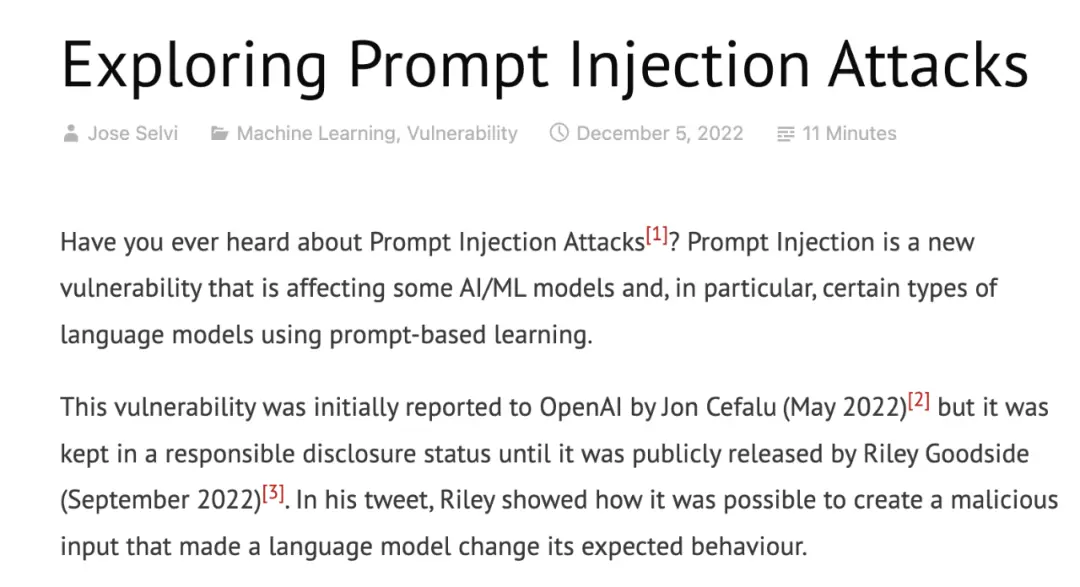 Exploring Prompt Injection Attacks
Jose Selvi Machine Learning, Vulnerability December 5, 2022 11 Minutes
Have you ever heard about Prompt Injection Attacks[1]? Prompt Injection is a new
vulnerability that is affecting some AI/ML models and, in particular, certain types of
language models using prompt-based learning.
This vulnerability was initially reported to OpenAI by Jon Cefalu (May 2022)[2] but it was
kept in a responsible disclosure status until it was publicly released by Riley Goodside
(September 2022)[3]. In his tweet, Riley showed how it was possible to create a malicious
input that made a language model change its expected behaviour.